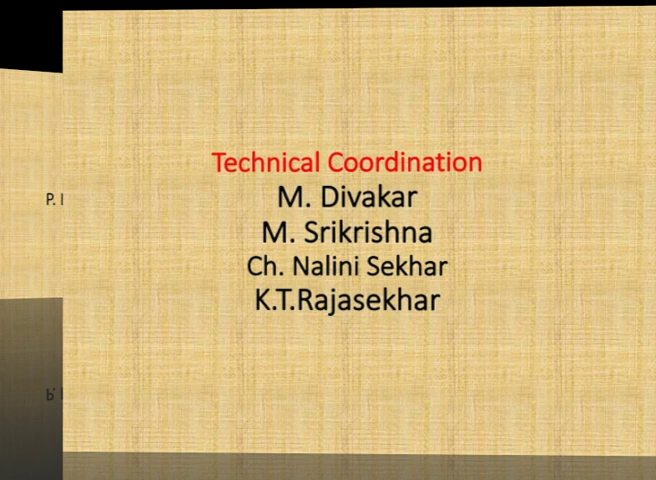 Technical Coordination
M. Divakar
M. Srikrishna
Ch. Nalini Sekhar
K.T.Rajasekhar
P.